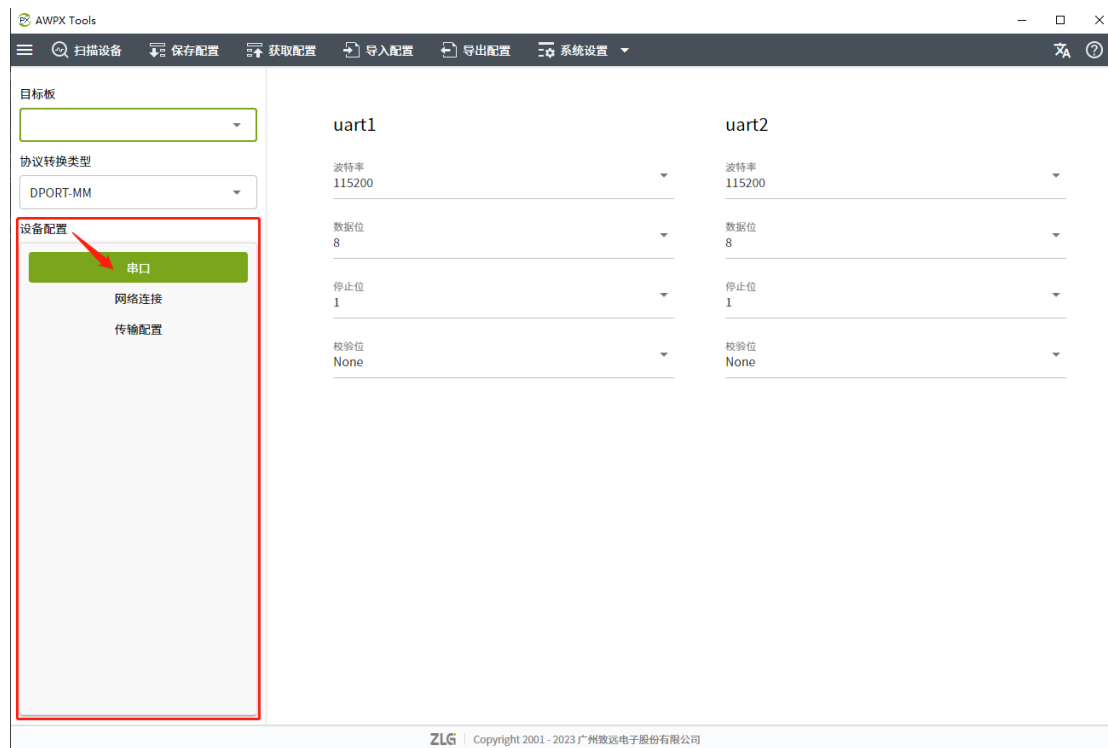 AWPX Tools
扫描设备 保存配置 获取配置 导入配置 导出配置 系统设置
目标板
协议转换类型
DPORT-MM
设备配置
串口
网络连接
传输配置
uart1
波特率
115200
数据位
8
停止位
1
校验位
None
uart2
波特率
115200
数据位
8
停止位
1
校验位
None
ZLG Copyright 2001 - 2023 广州致远电子股份有限公司